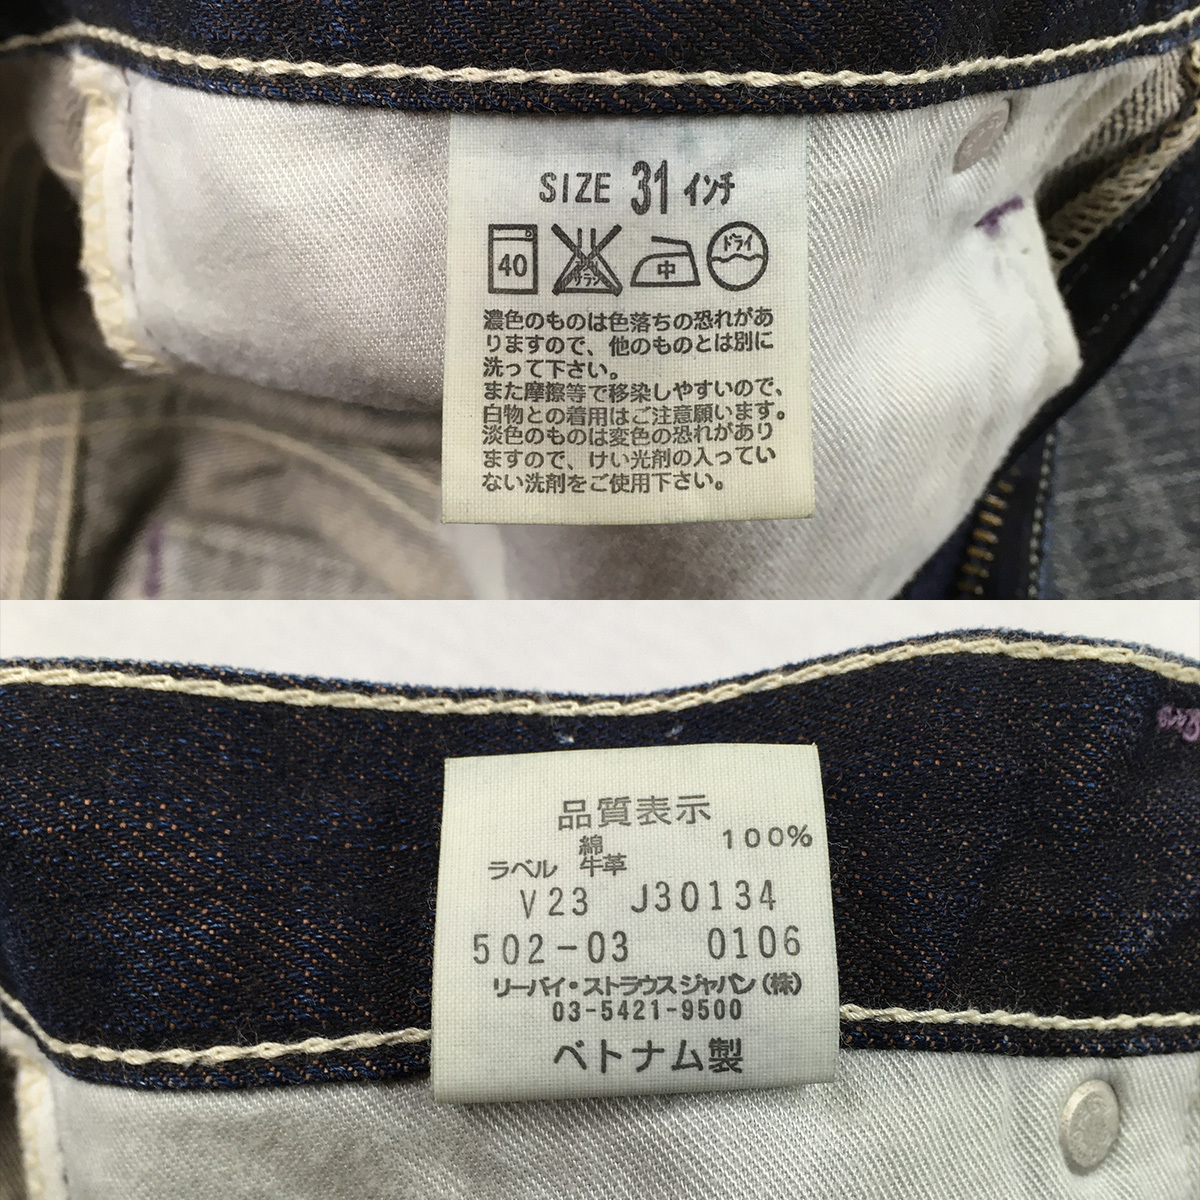 SIZE 31 インチ
40 中 ドライ
濃色のものは色落ちの恐れがあ
りますので、他のものとは別に
洗って下さい。
また摩擦等で移染しやすいので、
白物との着用はご注意願います。
淡色のものは変色の恐れがあり
ますので、けい光剤の入ってい
ない洗剤をご使用下さい。
品質表示
綿 100%
ラベル 牛革
V23 J30134
502-03 0106
リーバイ・ストラウスジャパン(株)
03-5421-9500
ベトナム製